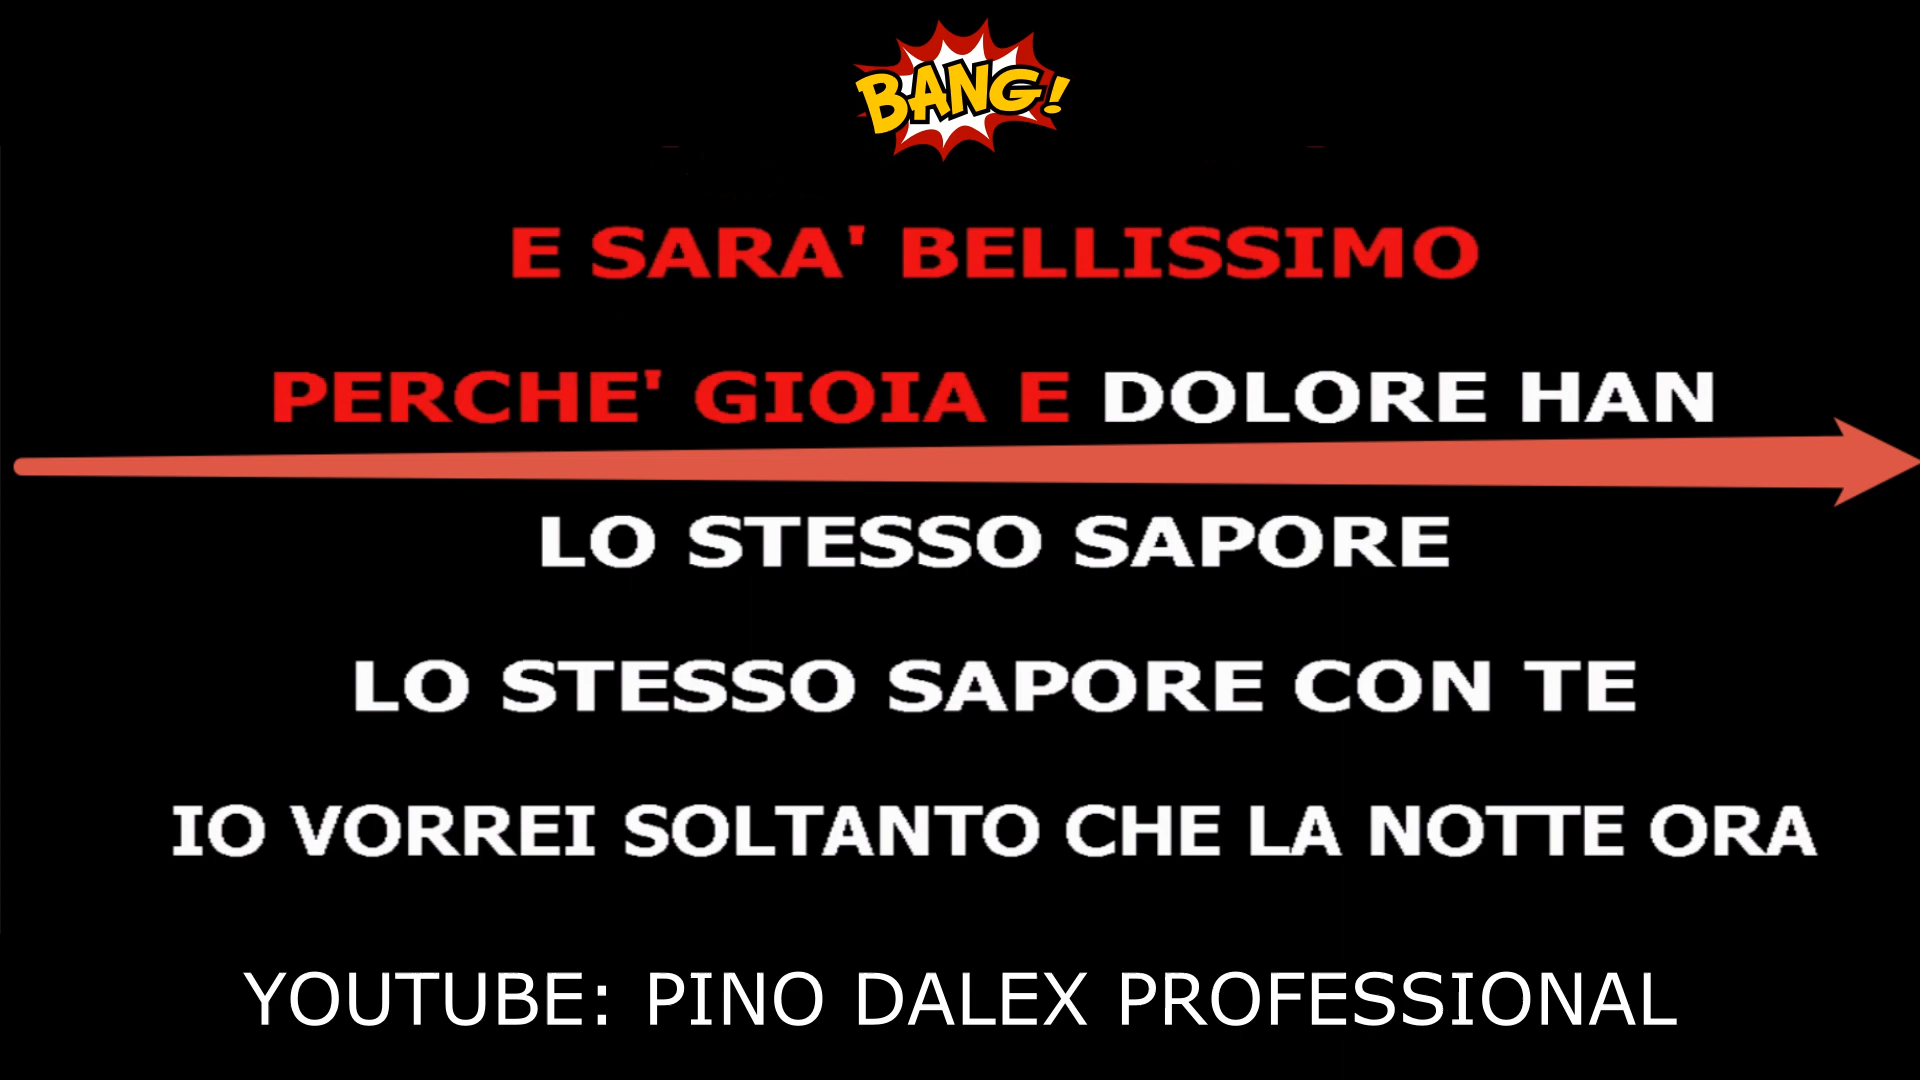 BANG!
E SARA' BELLISSIMO
PERCHE' GIOIA E DOLORE HAN
LO STESSO SAPORE
LO STESSO SAPORE CON TE
IO VORREI SOLTANTO CHE LA NOTTE ORA
YOUTUBE: PINO DALEX PROFESSIONAL